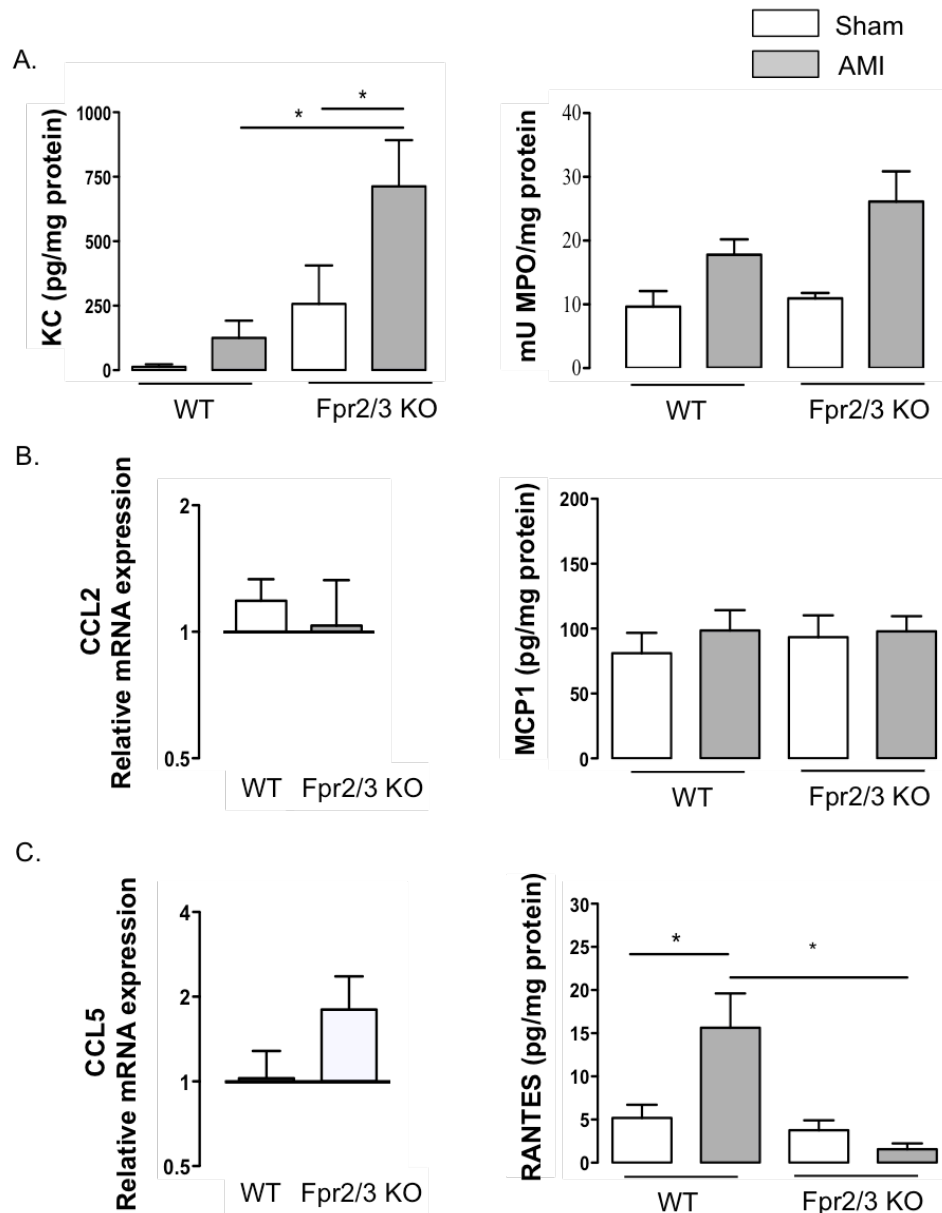 Sham
AMI
A.
KC (pg/mg protein)
1000
750
500
250
0
*
*
WT
Fpr2/3 KO
mU MPO/mg protein
40
30
20
10
0
WT
Fpr2/3 KO
B.
CCL2
Relative mRNA expression
2
1
0.5
WT
Fpr2/3 KO
MCP1 (pg/mg protein)
200
150
100
50
0
WT
Fpr2/3 KO
C.
CCL5
Relative mRNA expression
4
2
1
0.5
WT
Fpr2/3 KO
RANTES (pg/mg protein)
30
25
20
15
10
5
0
*
*
WT
Fpr2/3 KO